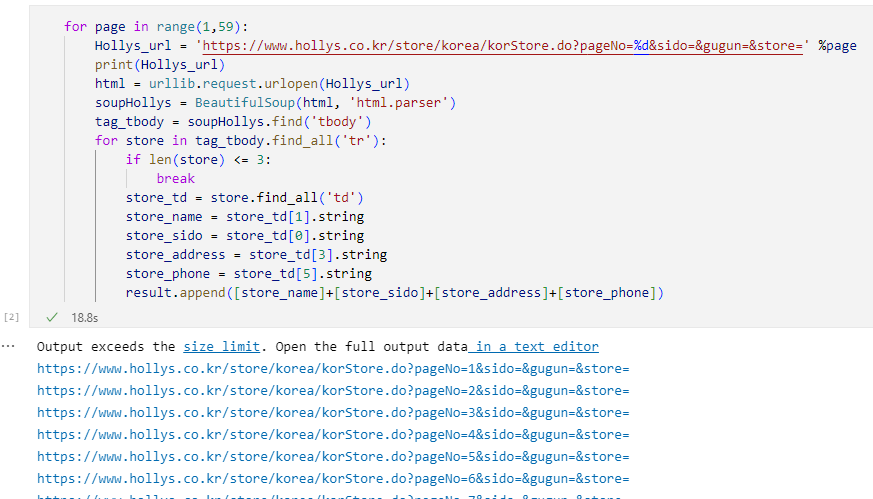 for page in range(1,59):
Hollys_url = 'https://www.hollys.co.kr/store/korea/korStore.do?pageNo=%d&sido=&gugun=&store=' %page
print(Hollys_url)
html = urllib.request.urlopen(Hollys_url)
soupHollys = BeautifulSoup(html, 'html.parser')
tag_tbody = soupHollys.find('tbody')
for store in tag_tbody.find_all('tr'):
if len(store) <= 3:
break
store_td = store.find_all('td')
store_name = store_td[1].string
store_sido = store_td[0].string
store_address = store_td[3].string
store_phone = store_td[5].string
result.append([store_name]+[store_sido]+[store_address]+[store_phone])
[2] ✓ 18.8s
... Output exceeds the size limit. Open the full output data in a text editor
https://www.hollys.co.kr/store/korea/korStore.do?pageNo=1&sido=&gugun=&store=
https://www.hollys.co.kr/store/korea/korStore.do?pageNo=2&sido=&gugun=&store=
https://www.hollys.co.kr/store/korea/korStore.do?pageNo=3&sido=&gugun=&store=
https://www.hollys.co.kr/store/korea/korStore.do?pageNo=4&sido=&gugun=&store=
https://www.hollys.co.kr/store/korea/korStore.do?pageNo=5&sido=&gugun=&store=
https://www.hollys.co.kr/store/korea/korStore.do?pageNo=6&sido=&gugun=&store=